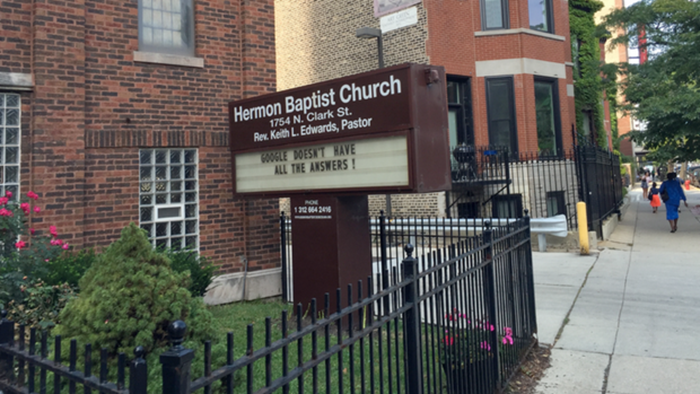 Hermon Baptist Church
1754 N. Clark St.
Rev. Keith L. Edwards, Pastor
GOOGLE DOESN'T HAVE
ALL THE ANSWERS !
PHONE
1 312 664 2416